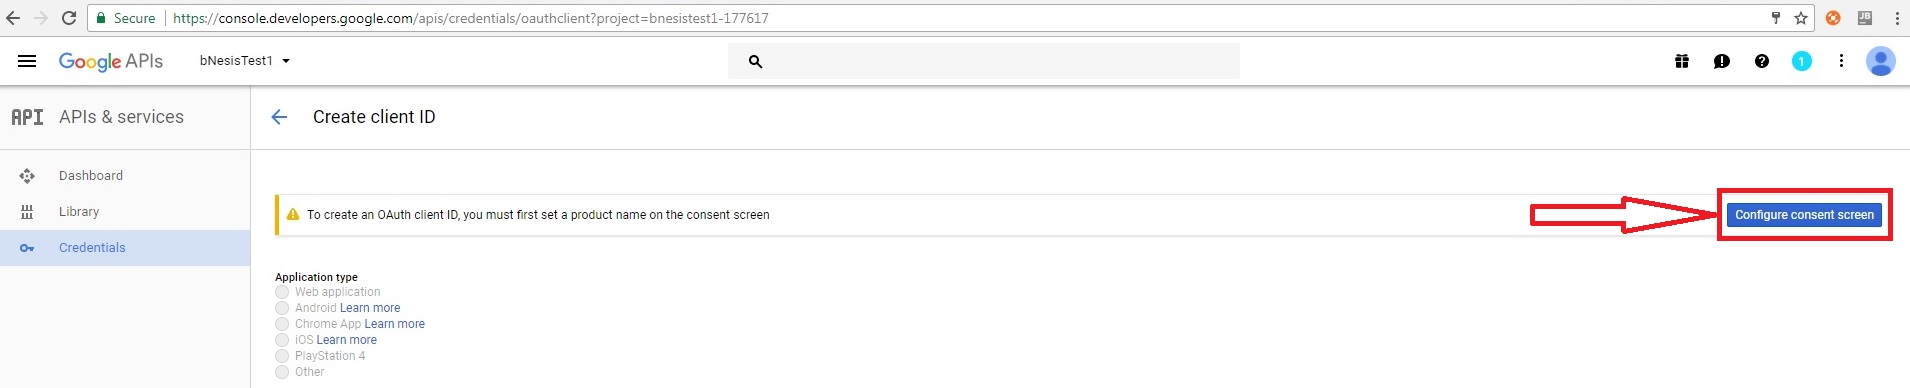 Secure https://console.developers.google.com/apis/credentials/oauthclient?project=bnesistest1-177617
JB
Google APIs bNesisTest1 1
API APIs & services
Create client ID
Dashboard
Library
Credentials
To create an OAuth client ID, you must first set a product name on the consent screen Configure consent screen
Application type
Web application
Android Learn more
Chrome App Learn more
iOS Learn more
PlayStation 4
Other